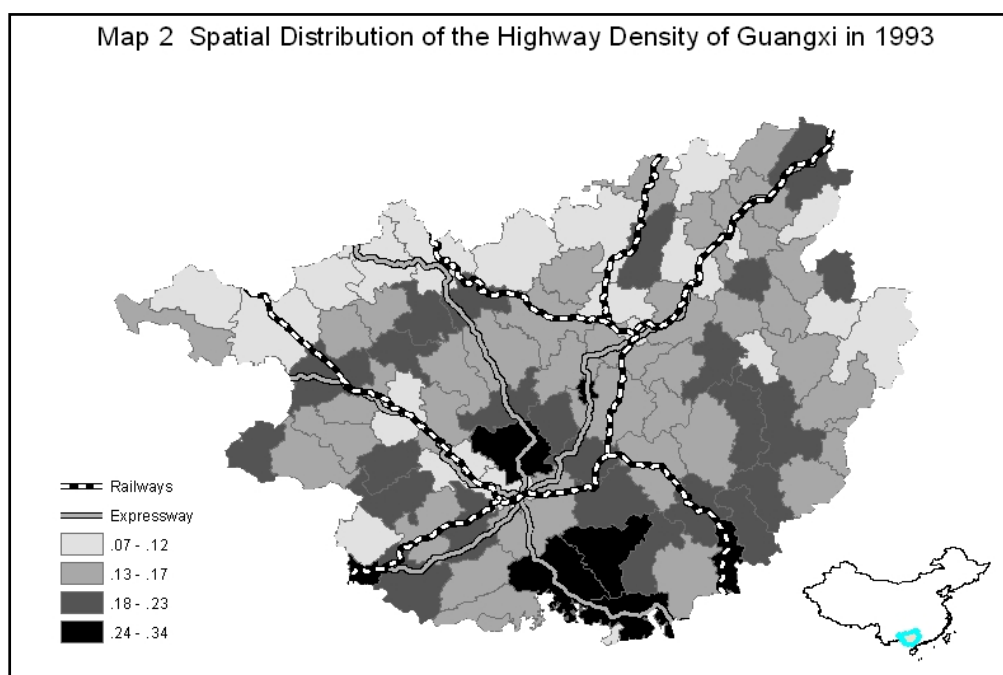 Map 2 Spatial Distribution of the Highway Density of Guangxi in 1993
Railways
Expressway
.07 - .12
.13 - .17
.18 - .23
.24 - .34